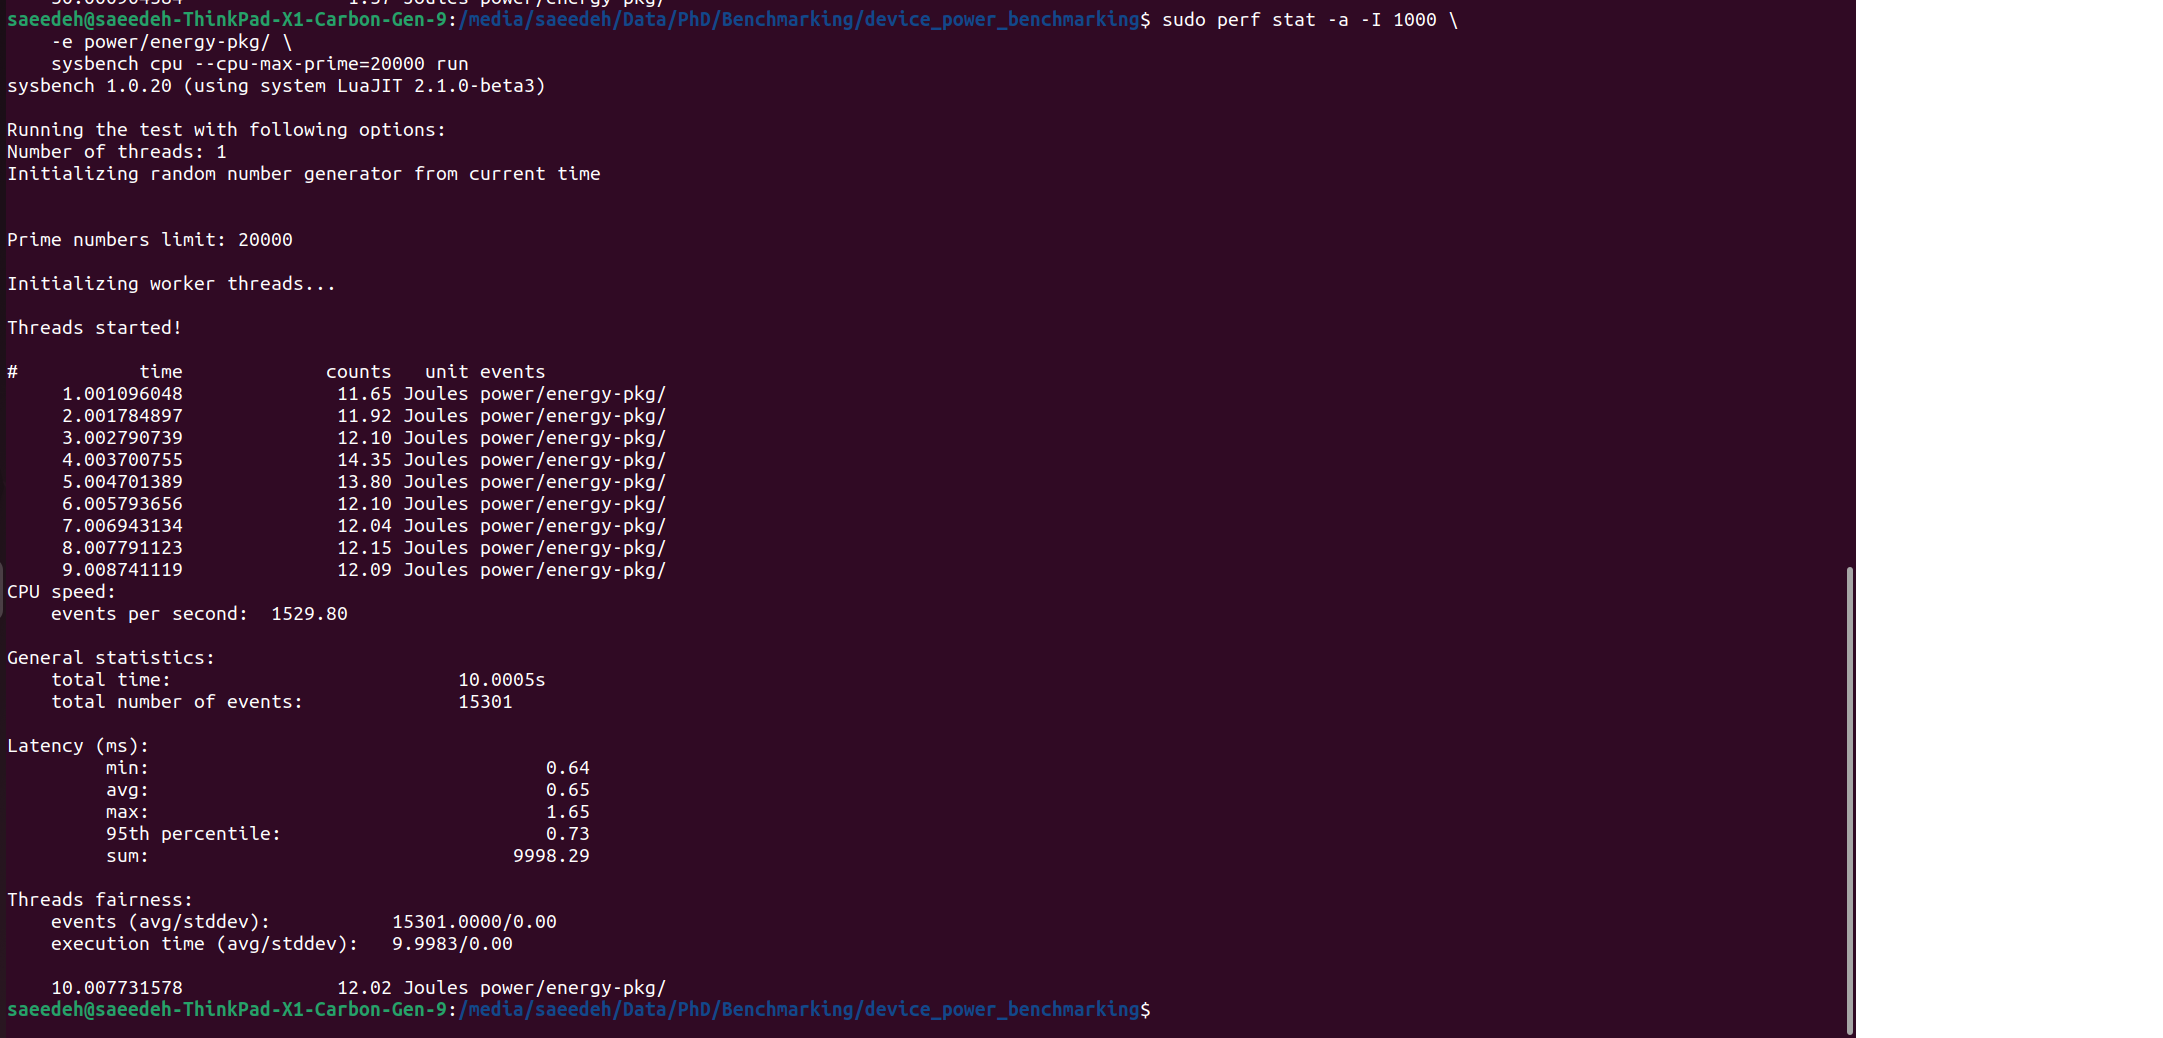 saeedeh@saeedeh-ThinkPad-X1-Carbon-Gen-9:/media/saeedeh/Data/PhD/Benchmarking/device_power_benchmarking$ sudo perf stat -a -I 1000 \
    -e power/energy-pkg/ \
    sysbench cpu --cpu-max-prime=20000 run
sysbench 1.0.20 (using system LuaJIT 2.1.0-beta3)

Running the test with following options:
Number of threads: 1
Initializing random number generator from current time


Prime numbers limit: 20000

Initializing worker threads...

Threads started!

#           time             counts   unit events
     1.001096048              11.65 Joules power/energy-pkg/
     2.001784897              11.92 Joules power/energy-pkg/
     3.002790739              12.10 Joules power/energy-pkg/
     4.003700755              14.35 Joules power/energy-pkg/
     5.004701389              13.80 Joules power/energy-pkg/
     6.005793656              12.10 Joules power/energy-pkg/
     7.006943134              12.04 Joules power/energy-pkg/
     8.007791123              12.15 Joules power/energy-pkg/
     9.008741119              12.09 Joules power/energy-pkg/
CPU speed:
    events per second:  1529.80

General statistics:
    total time:                          10.0005s
    total number of events:              15301

Latency (ms):
         min:                                    0.64
         avg:                                    0.65
         max:                                    1.65
         95th percentile:                        0.73
         sum:                                 9998.29

Threads fairness:
    events (avg/stddev):           15301.0000/0.00
    execution time (avg/stddev):   9.9983/0.00

    10.007731578              12.02 Joules power/energy-pkg/
saeedeh@saeedeh-ThinkPad-X1-Carbon-Gen-9:/media/saeedeh/Data/PhD/Benchmarking/device_power_benchmarking$